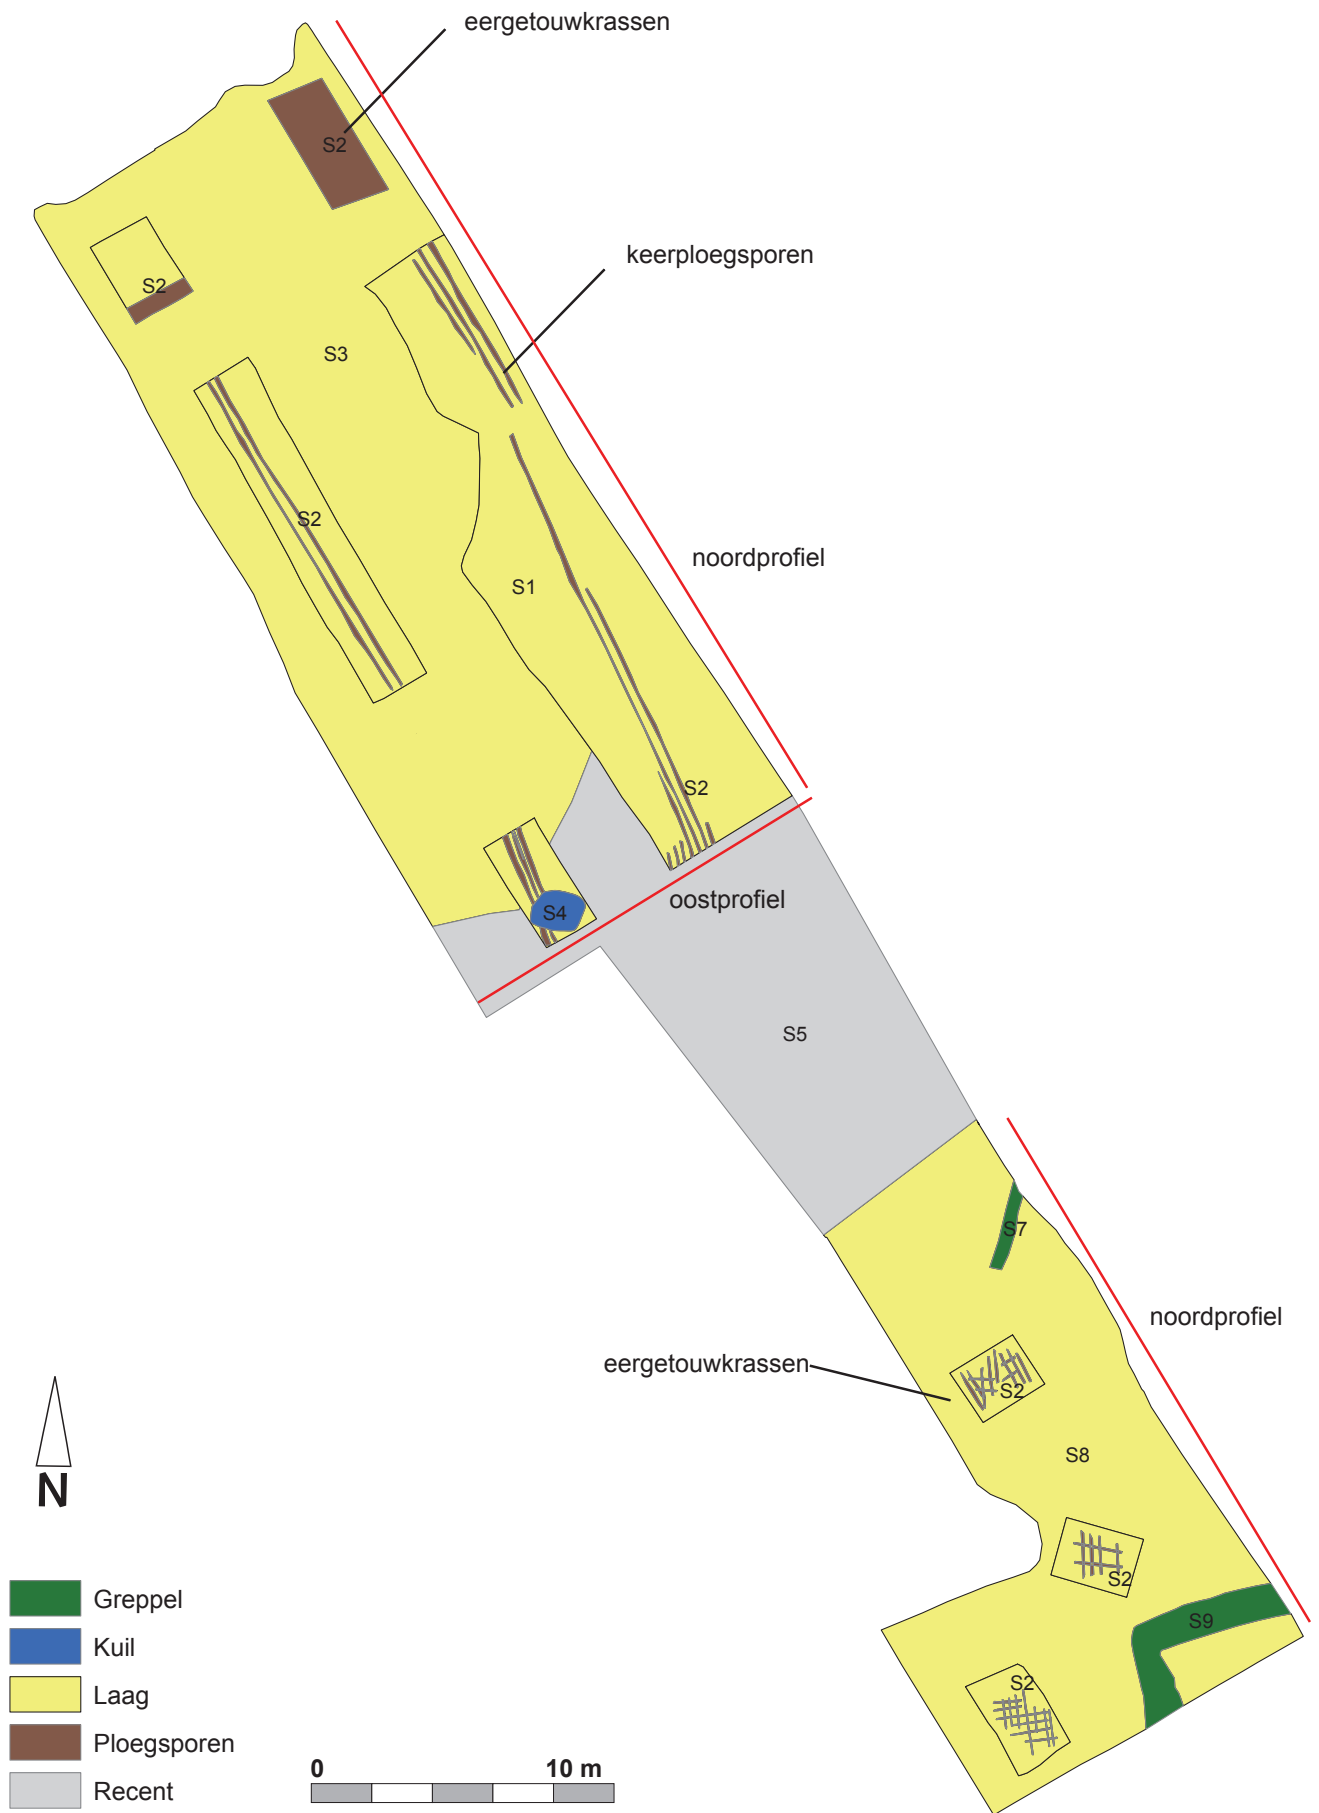 eergetouwkrassen
S2
keerploegsporen
S2
S3
S2
noordprofiel
S1
S2
oostprofiel
S4
S5
S7
noordprofiel
eergetouwkrassen
S2
S8
N
S2
S9
S2
Greppel
Kuil
Laag
Ploegsporen
Recent
0 10 m